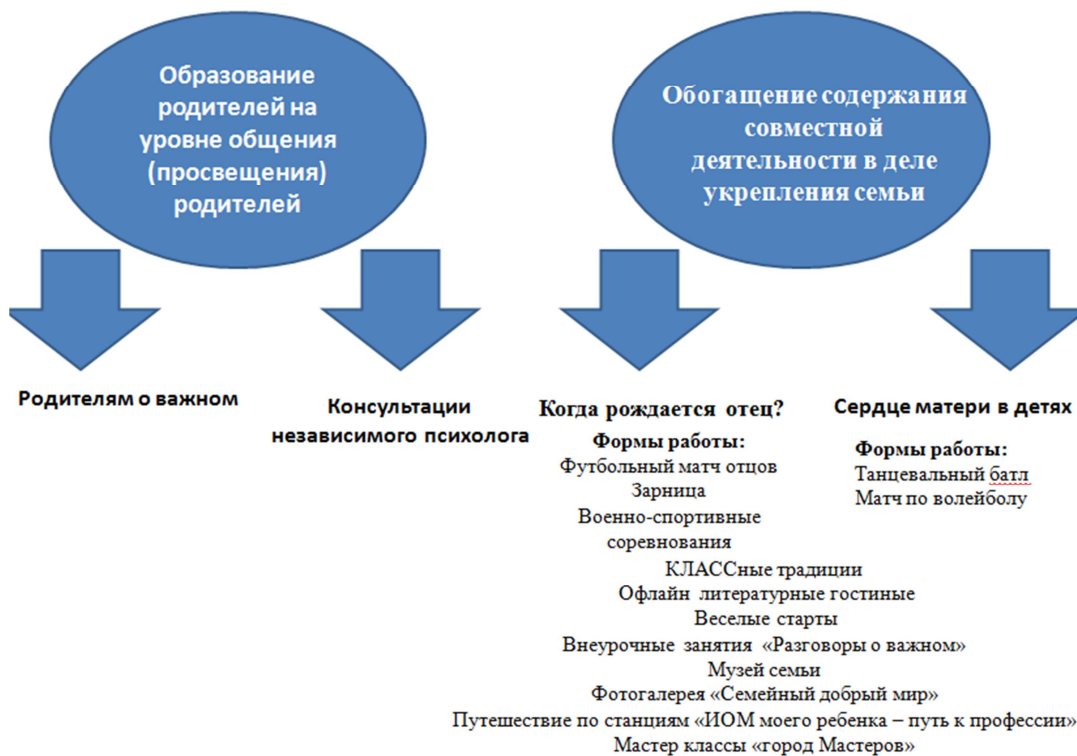 Образование
родителей на
уровне общения
(просвещения)
родителей
Обогащение содержания
совместной
деятельности в деле
укрепления семьи
Родителям о важном
Консультации
независимого психолога
Когда рождается отец?
Формы работы:
Футбольный матч отцов
Зарница
Военно-спортивные
соревнования
Сердце матери в детях
Формы работы:
Танцевальный батл
Матч по волейболу
КЛАССные традиции
Офлайн литературные гостиные
Веселые старты
Внеурочные занятия «Разговоры о важном»
Музей семьи
Фотогалерея «Семейный добрый мир»
Путешествие по станциям «ИОМ моего ребенка – путь к профессии»
Мастер классы «город Мастеров»